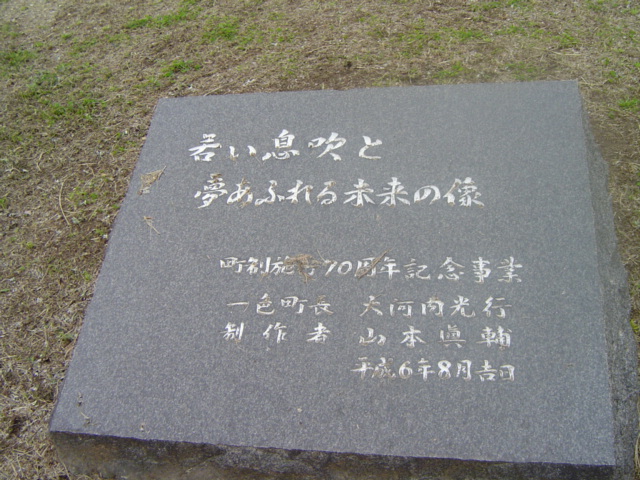 若い息吹と
夢あふれる未来の像
町制施行70周年記念事業
一色町長 大河内光行
制作者 山本眞輔
平成6年8月吉日